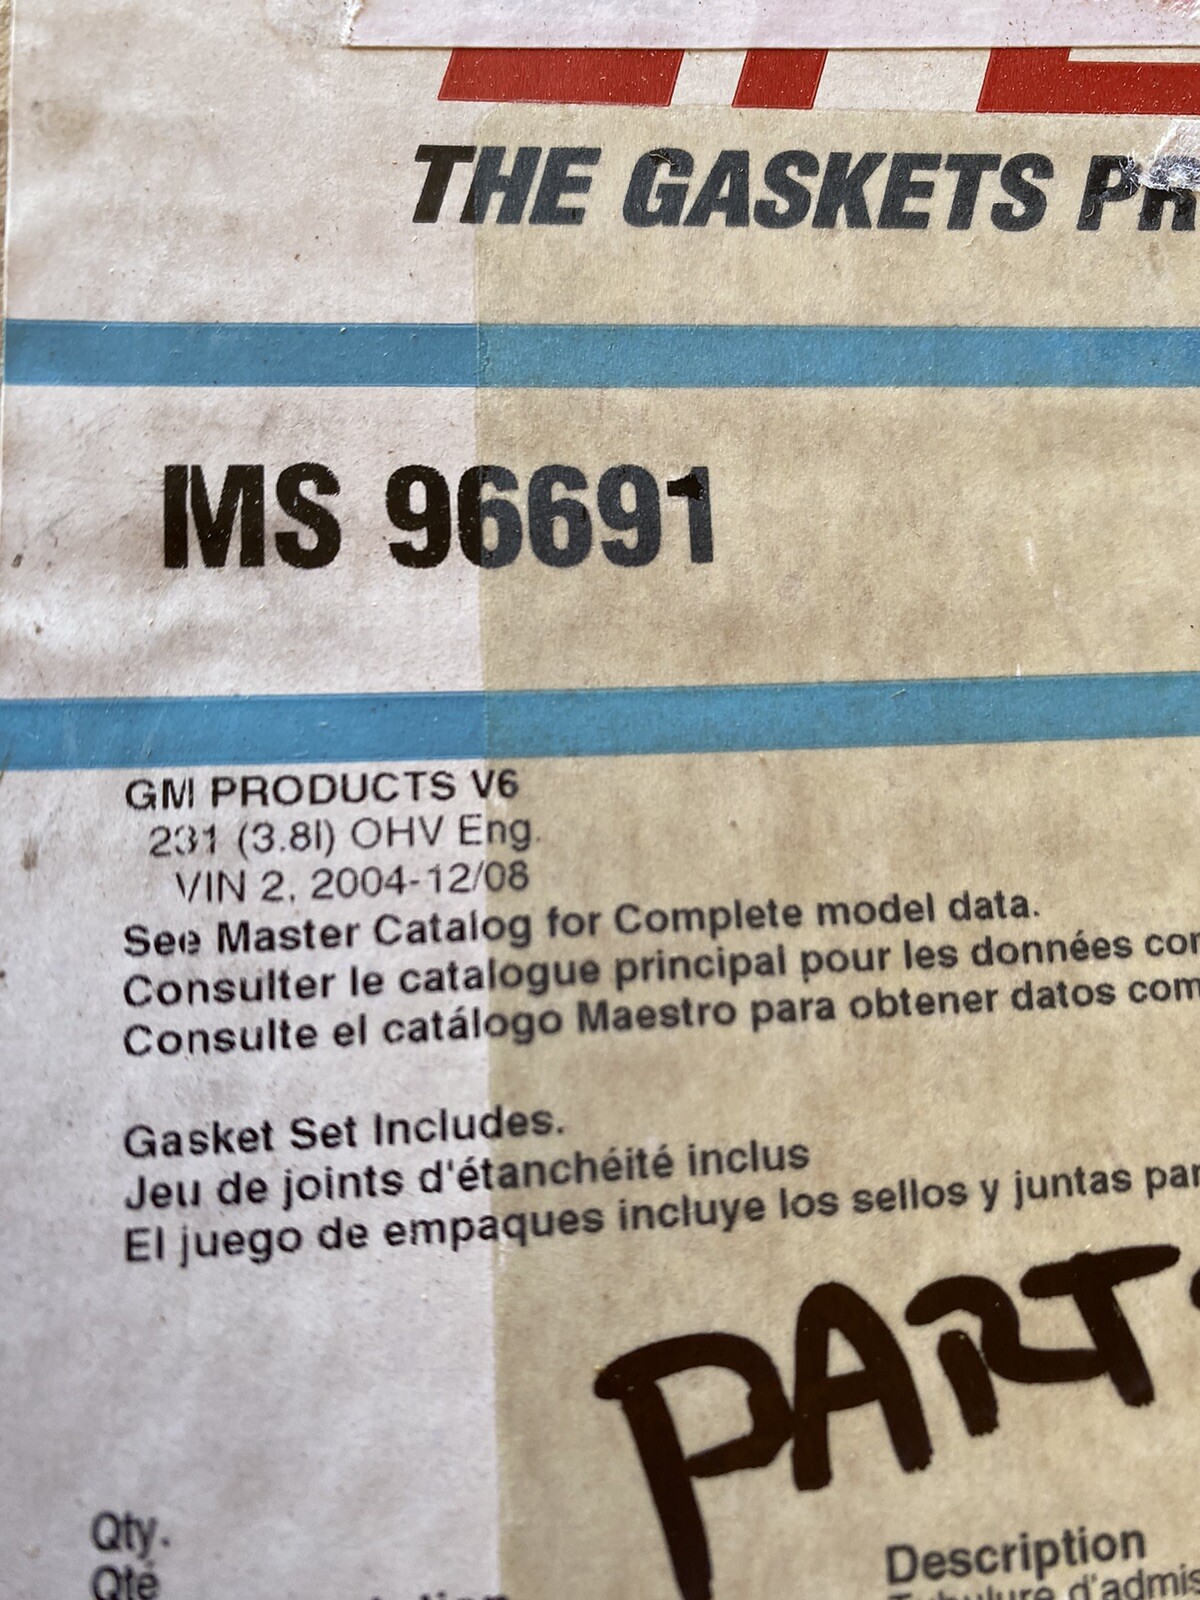 THE GASKETS
MS 96691
GM PRODUCTS V6
231 (3.8l) OHV Eng.
VIN 2, 2004-12/08
See Master Catalog for Complete model data.
Consulter le catalogue principal pour les données
Consulte el catálogo Maestro para obtener datos
Gasket Set Includes.
Jeu de joints d'étanchéité inclus
El juego de empaques incluye los sellos y juntas
PART
Qty.
Qté
Description